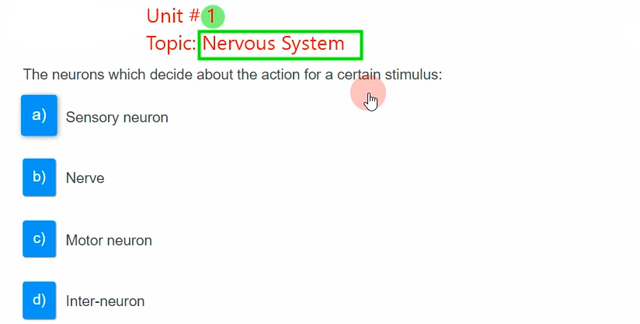 Unit # 1
Topic: Nervous System
The neurons which decide about the action for a certain stimulus:
a) Sensory neuron
b) Nerve
c) Motor neuron
d) Inter-neuron